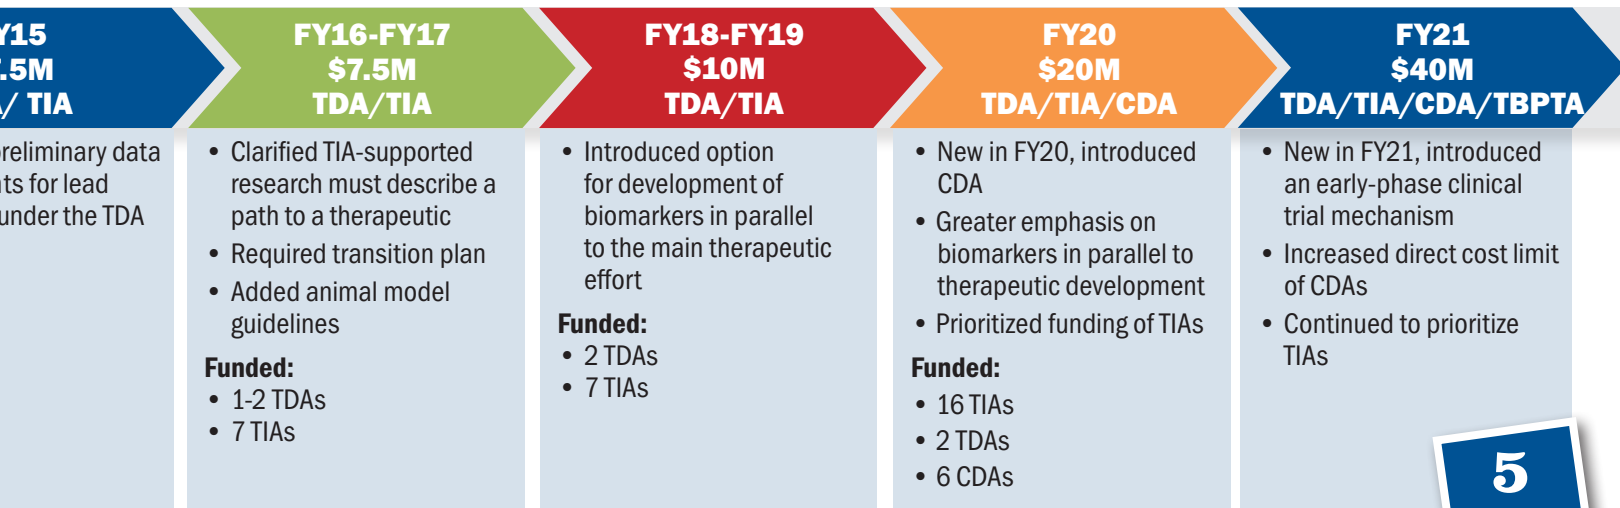 Y15
.5M
/ TIA
preliminary data
ts for lead
under the TDA
FY16-FY17
$7.5M
TDA/TIA
• Clarified TIA-supported
research must describe a
path to a therapeutic
• Required transition plan
• Added animal model
guidelines
Funded:
• 1-2 TDAs
• 7 TIAs
FY18-FY19
$10M
TDA/TIA
• Introduced option
for development of
biomarkers in parallel
to the main therapeutic
effort
Funded:
• 2 TDAs
• 7 TIAs
FY20
$20M
TDA/TIA/CDA
• New in FY20, introduced
CDA
• Greater emphasis on
biomarkers in parallel to
therapeutic development
• Prioritized funding of TIAs
Funded:
• 16 TIAs
• 2 TDAs
• 6 CDAs
FY21
$40M
TDA/TIA/CDA/TBPTA
• New in FY21, introduced
an early-phase clinical
trial mechanism
• Increased direct cost limit
of CDAs
• Continued to prioritize
TIAs
5